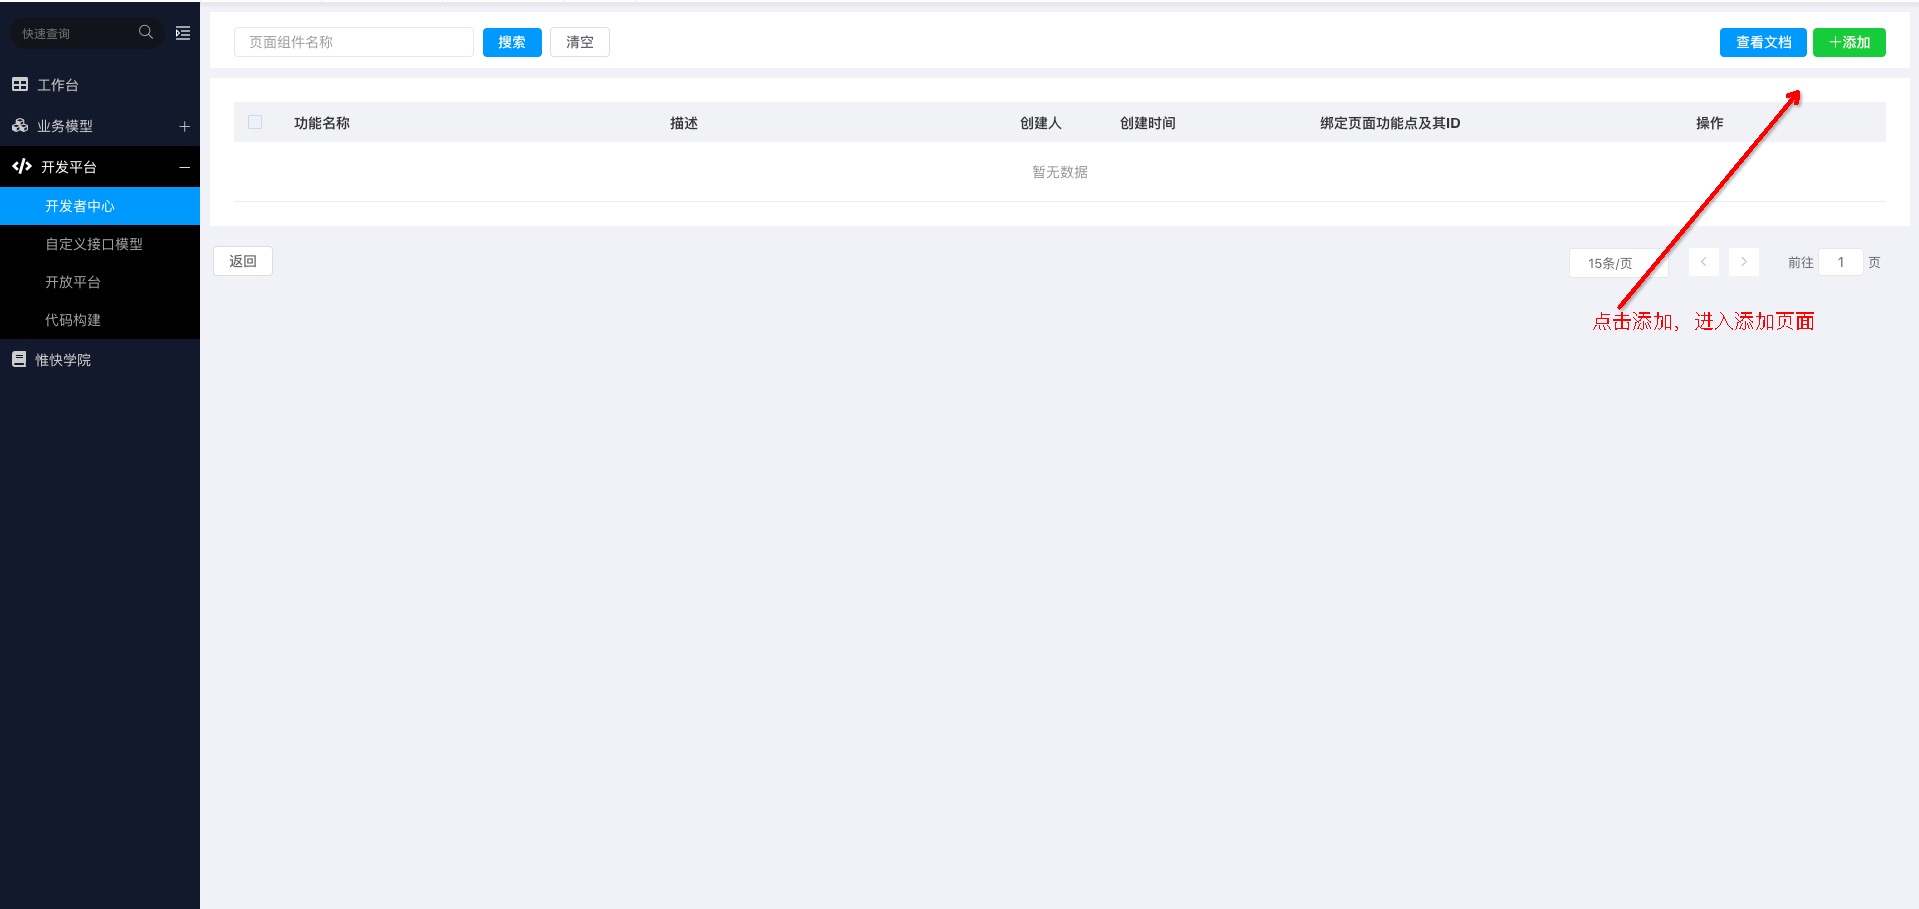 快速查询
工作台
业务模型
开发平台
开发者中心
自定义接口模型
开放平台
代码构建
惟快学院
页面组件名称 搜索 清空 查看文档 +添加
功能名称 描述 创建人 创建时间 绑定页面功能点及其ID 操作
暂无数据
返回 15条/页 前往 1 页
点击添加, 进入添加页面